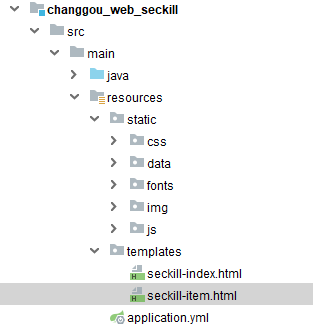 changgou_web_seckill
src
main
java
resources
static
css
data
fonts
img
js
templates
seckill-index.html
seckill-item.html
application.yml